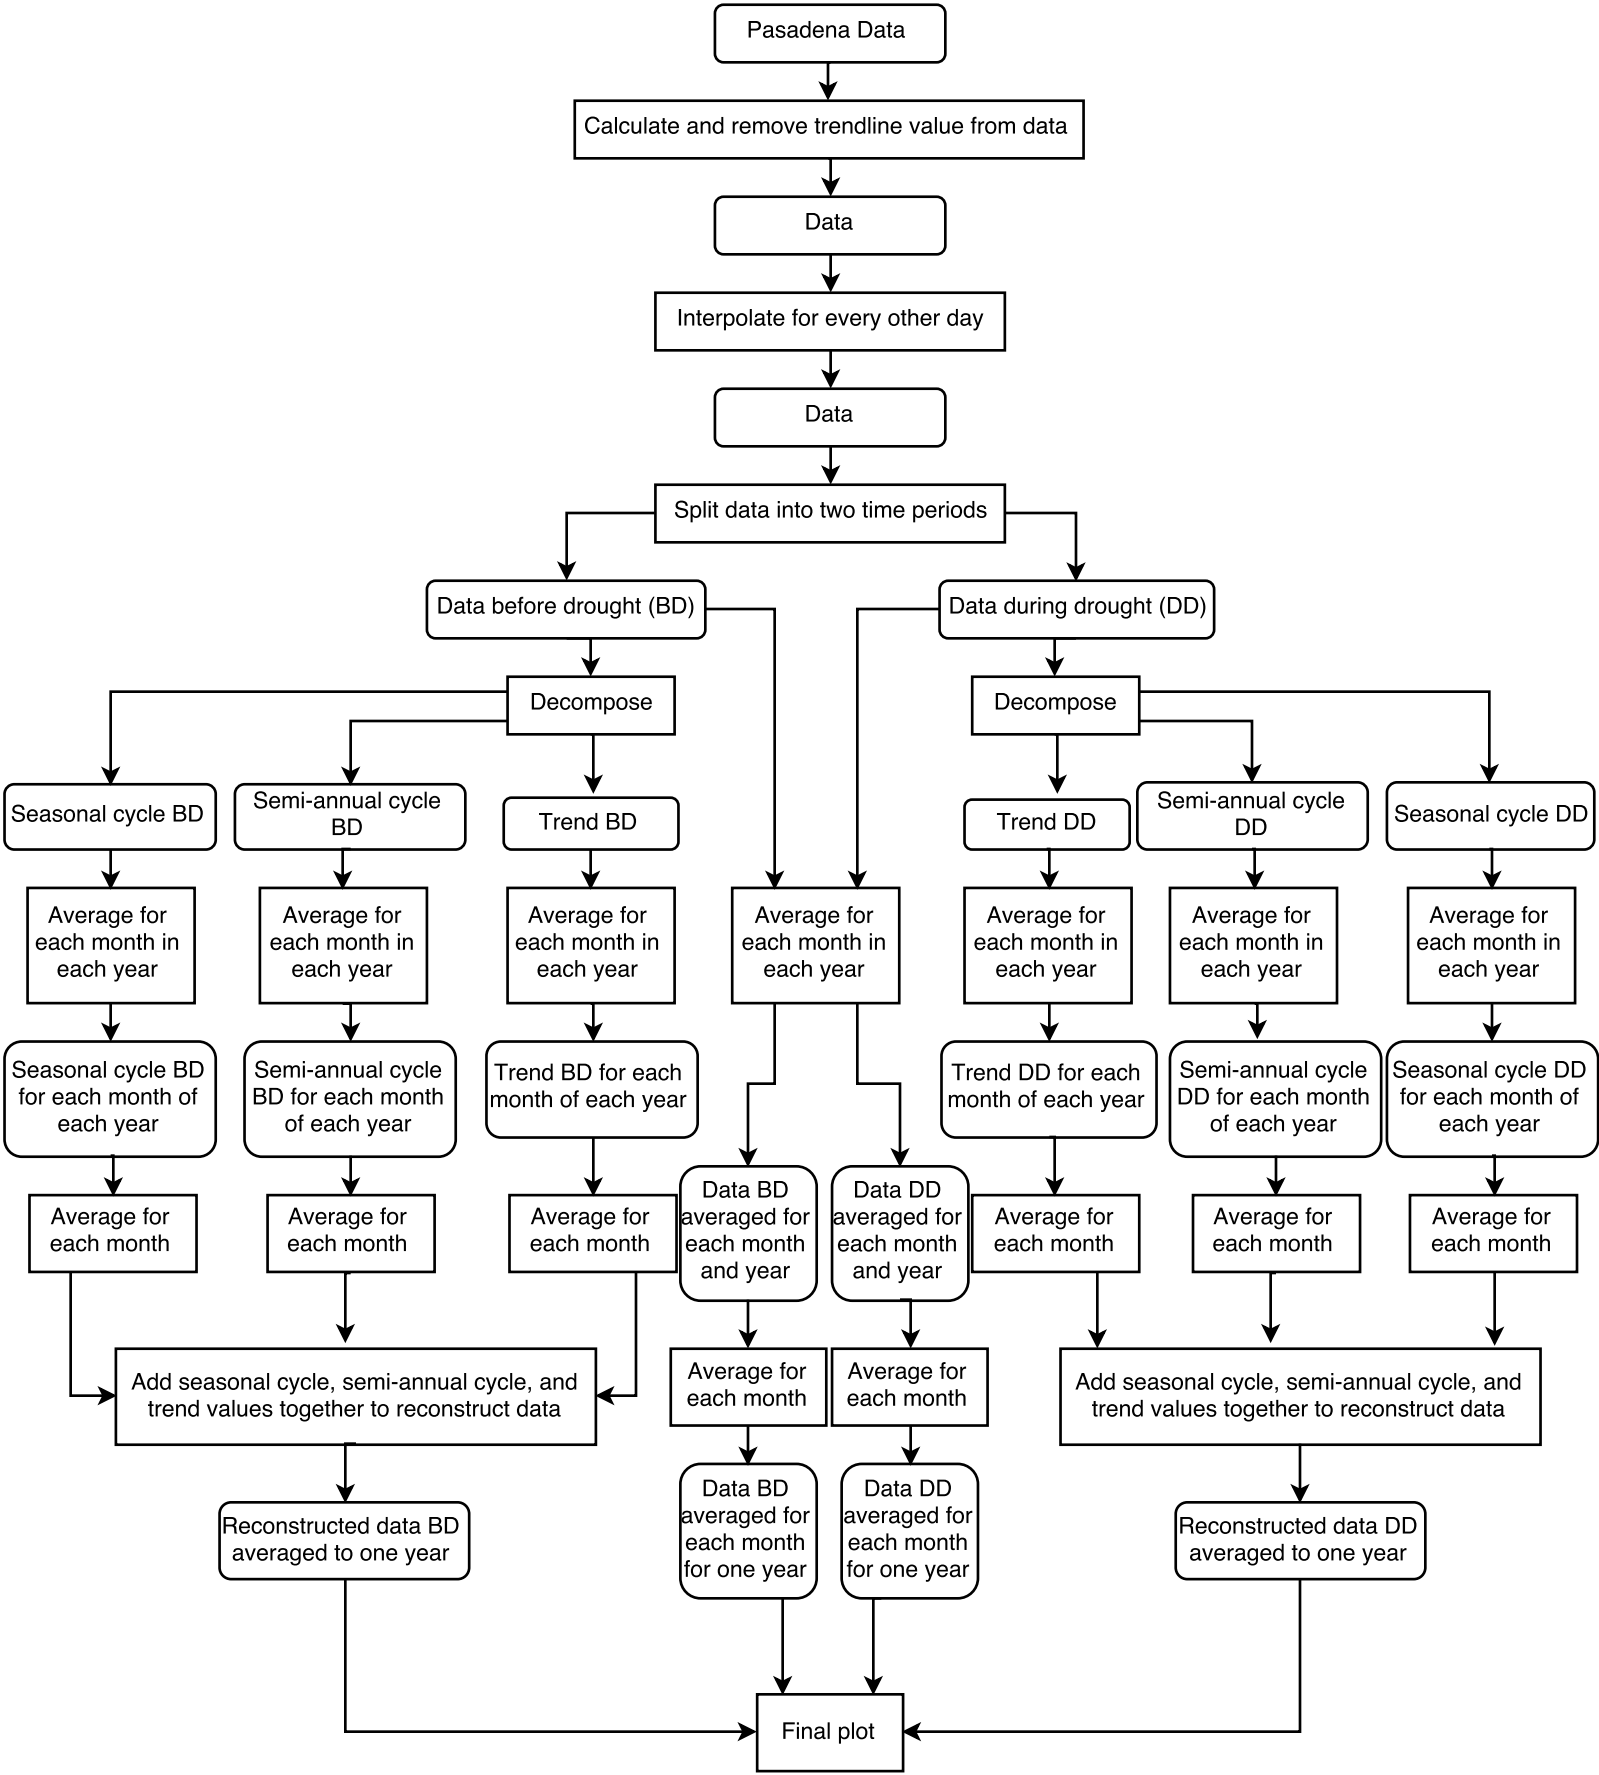 Pasadena Data
Calculate and remove trendline value from data
Data
Interpolate for every other day
Data
Split data into two time periods
Data before drought (BD)
Data during drought (DD)
Decompose
Decompose
Seasonal cycle BD
Semi-annual cycle
BD
Trend BD
Trend DD
Semi-annual cycle
DD
Seasonal cycle DD
Average for
each month in
each year
Average for
each month in
each year
Average for
each month in
each year
Average for
each month in
each year
Average for
each month in
each year
Average for
each month in
each year
Average for
each month in
each year
Seasonal cycle BD
for each month of
each year
Semi-annual cycle
BD for each month
of each year
Trend BD for each
month of each year
Trend DD for each
month of each year
Semi-annual cycle
DD for each month
of each year
Seasonal cycle DD
for each month of
each year
Average for
each month
Average for
each month
Average for
each month
Data BD
averaged for
each month
and year
Data DD
averaged for
each month
and year
Average for
each month
Average for
each month
Average for
each month
Add seasonal cycle, semi-annual cycle, and
trend values together to reconstruct data
Average for
each month
Average for
each month
Add seasonal cycle, semi-annual cycle, and
trend values together to reconstruct data
Reconstructed data BD
averaged to one year
Data BD
averaged for
each month
for one year
Data DD
averaged for
each month
for one year
Reconstructed data DD
averaged to one year
Final plot